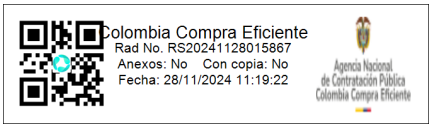 Colombia Compra Eficiente
Rad No. RS20241128015867
Anexos: No Con copia: No
Fecha: 28/11/2024 11:19:22
Agencia Nacional
de Contratación Pública
Colombia Compra Eficiente